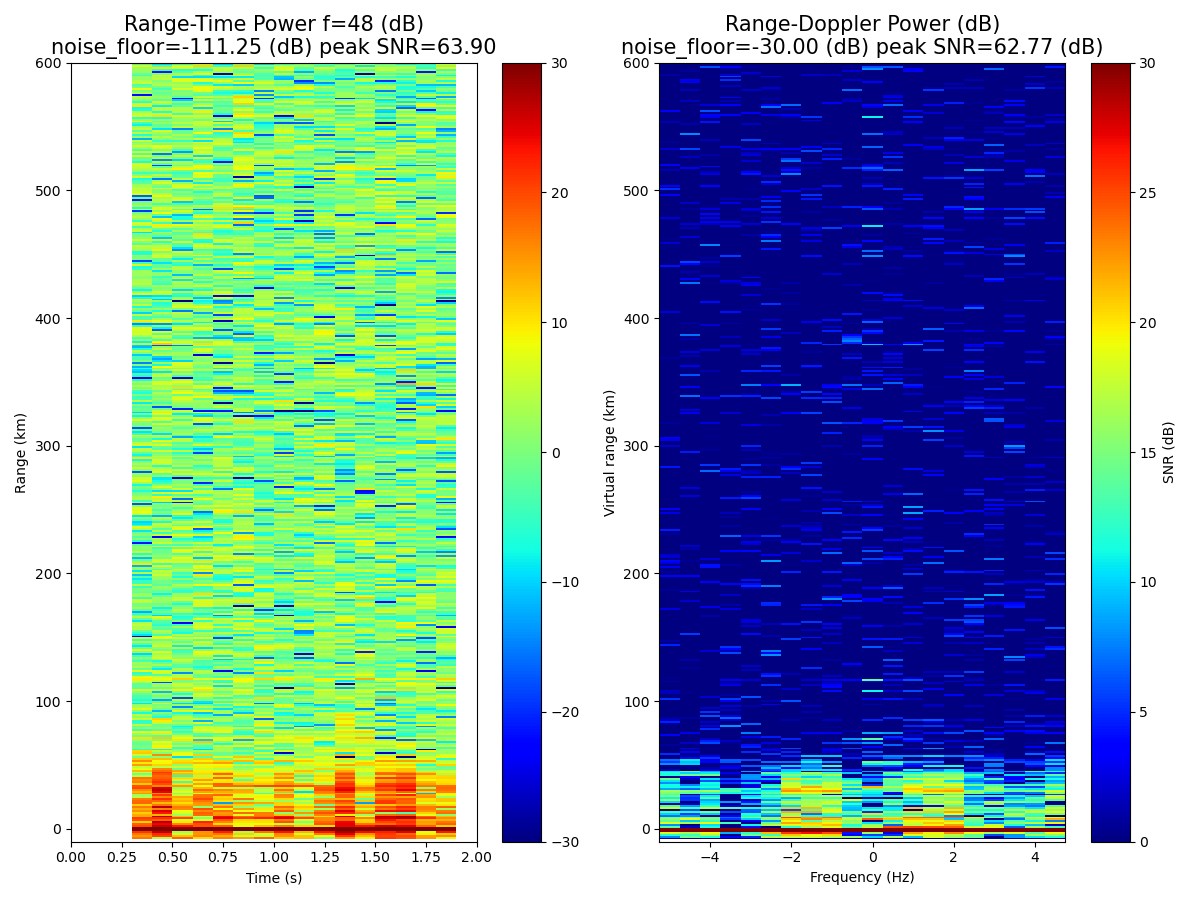 Range-Time Power f=48 (dB)
noise_floor=-111.25 (dB) peak SNR=63.90
600
500
400
300
200
100
0
Range (km)
0.00 0.25 0.50 0.75 1.00 1.25 1.50 1.75 2.00
Time (s)
30
20
10
0
−10
−20
−30
Range-Doppler Power (dB)
noise_floor=-30.00 (dB) peak SNR=62.77 (dB)
600
500
400
300
200
100
0
Virtual range (km)
−4 −2 0 2 4
Frequency (Hz)
30
25
20
15
10
5
0
SNR (dB)